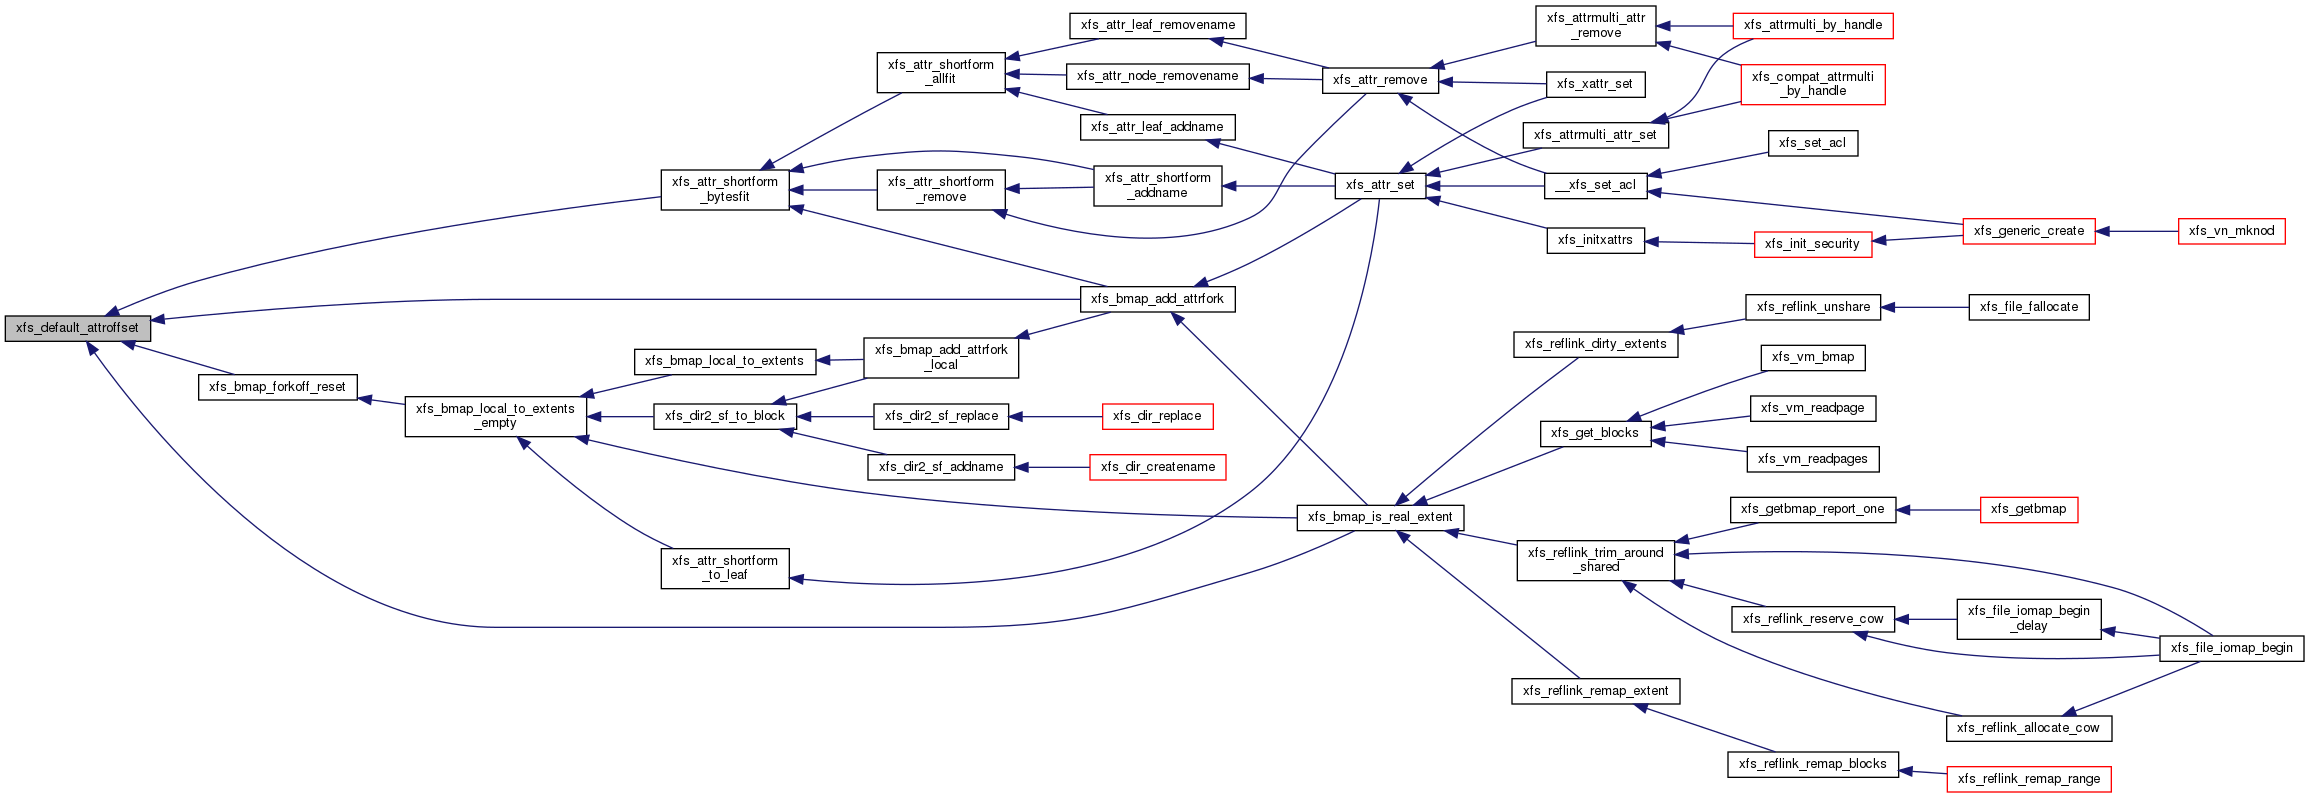 xfs_default_attroffset
xfs_attr_shortform
_bytesfit
xfs_bmap_forkoff_reset
xfs_bmap_local_to_extents
_empty
xfs_attr_shortform
_allfit
xfs_attr_shortform
_remove
xfs_bmap_local_to_extents
xfs_dir2_sf_to_block
xfs_attr_shortform
_to_leaf
xfs_bmap_add_attrfork
_local
xfs_dir2_sf_replace
xfs_dir2_sf_addname
xfs_attr_leaf_removename
xfs_attr_node_removename
xfs_attr_leaf_addname
xfs_attr_shortform
_addname
xfs_bmap_add_attrfork
xfs_dir_replace
xfs_dir_createname
xfs_attr_remove
xfs_attr_set
xfs_bmap_is_real_extent
xfs_attrmulti_attr
_remove
xfs_xattr_set
xfs_attrmulti_attr_set
__xfs_set_acl
xfs_initxattrs
xfs_reflink_dirty_extents
xfs_get_blocks
xfs_reflink_trim_around
_shared
xfs_reflink_remap_extent
xfs_attrmulti_by_handle
xfs_compat_attrmulti
_by_handle
xfs_set_acl
xfs_init_security
xfs_reflink_unshare
xfs_vm_bmap
xfs_vm_readpage
xfs_vm_readpages
xfs_getbmap_report_one
xfs_reflink_reserve_cow
xfs_reflink_remap_blocks
xfs_generic_create
xfs_file_fallocate
xfs_getbmap
xfs_file_iomap_begin
_delay
xfs_reflink_allocate_cow
xfs_reflink_remap_range
xfs_vn_mknod
xfs_file_iomap_begin